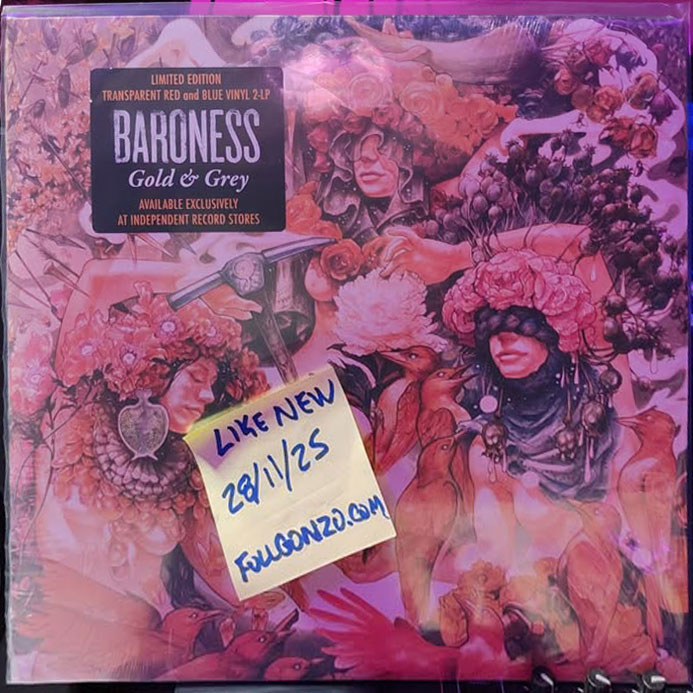 LIMITED EDITION
TRANSPARENT RED and BLUE VINYL 2-LP
BARONESS
Gold & Grey
AVAILABLE EXCLUSIVELY
AT INDEPENDENT RECORD STORES
LIKE NEW
28/11/25
FULLGONZO.COM